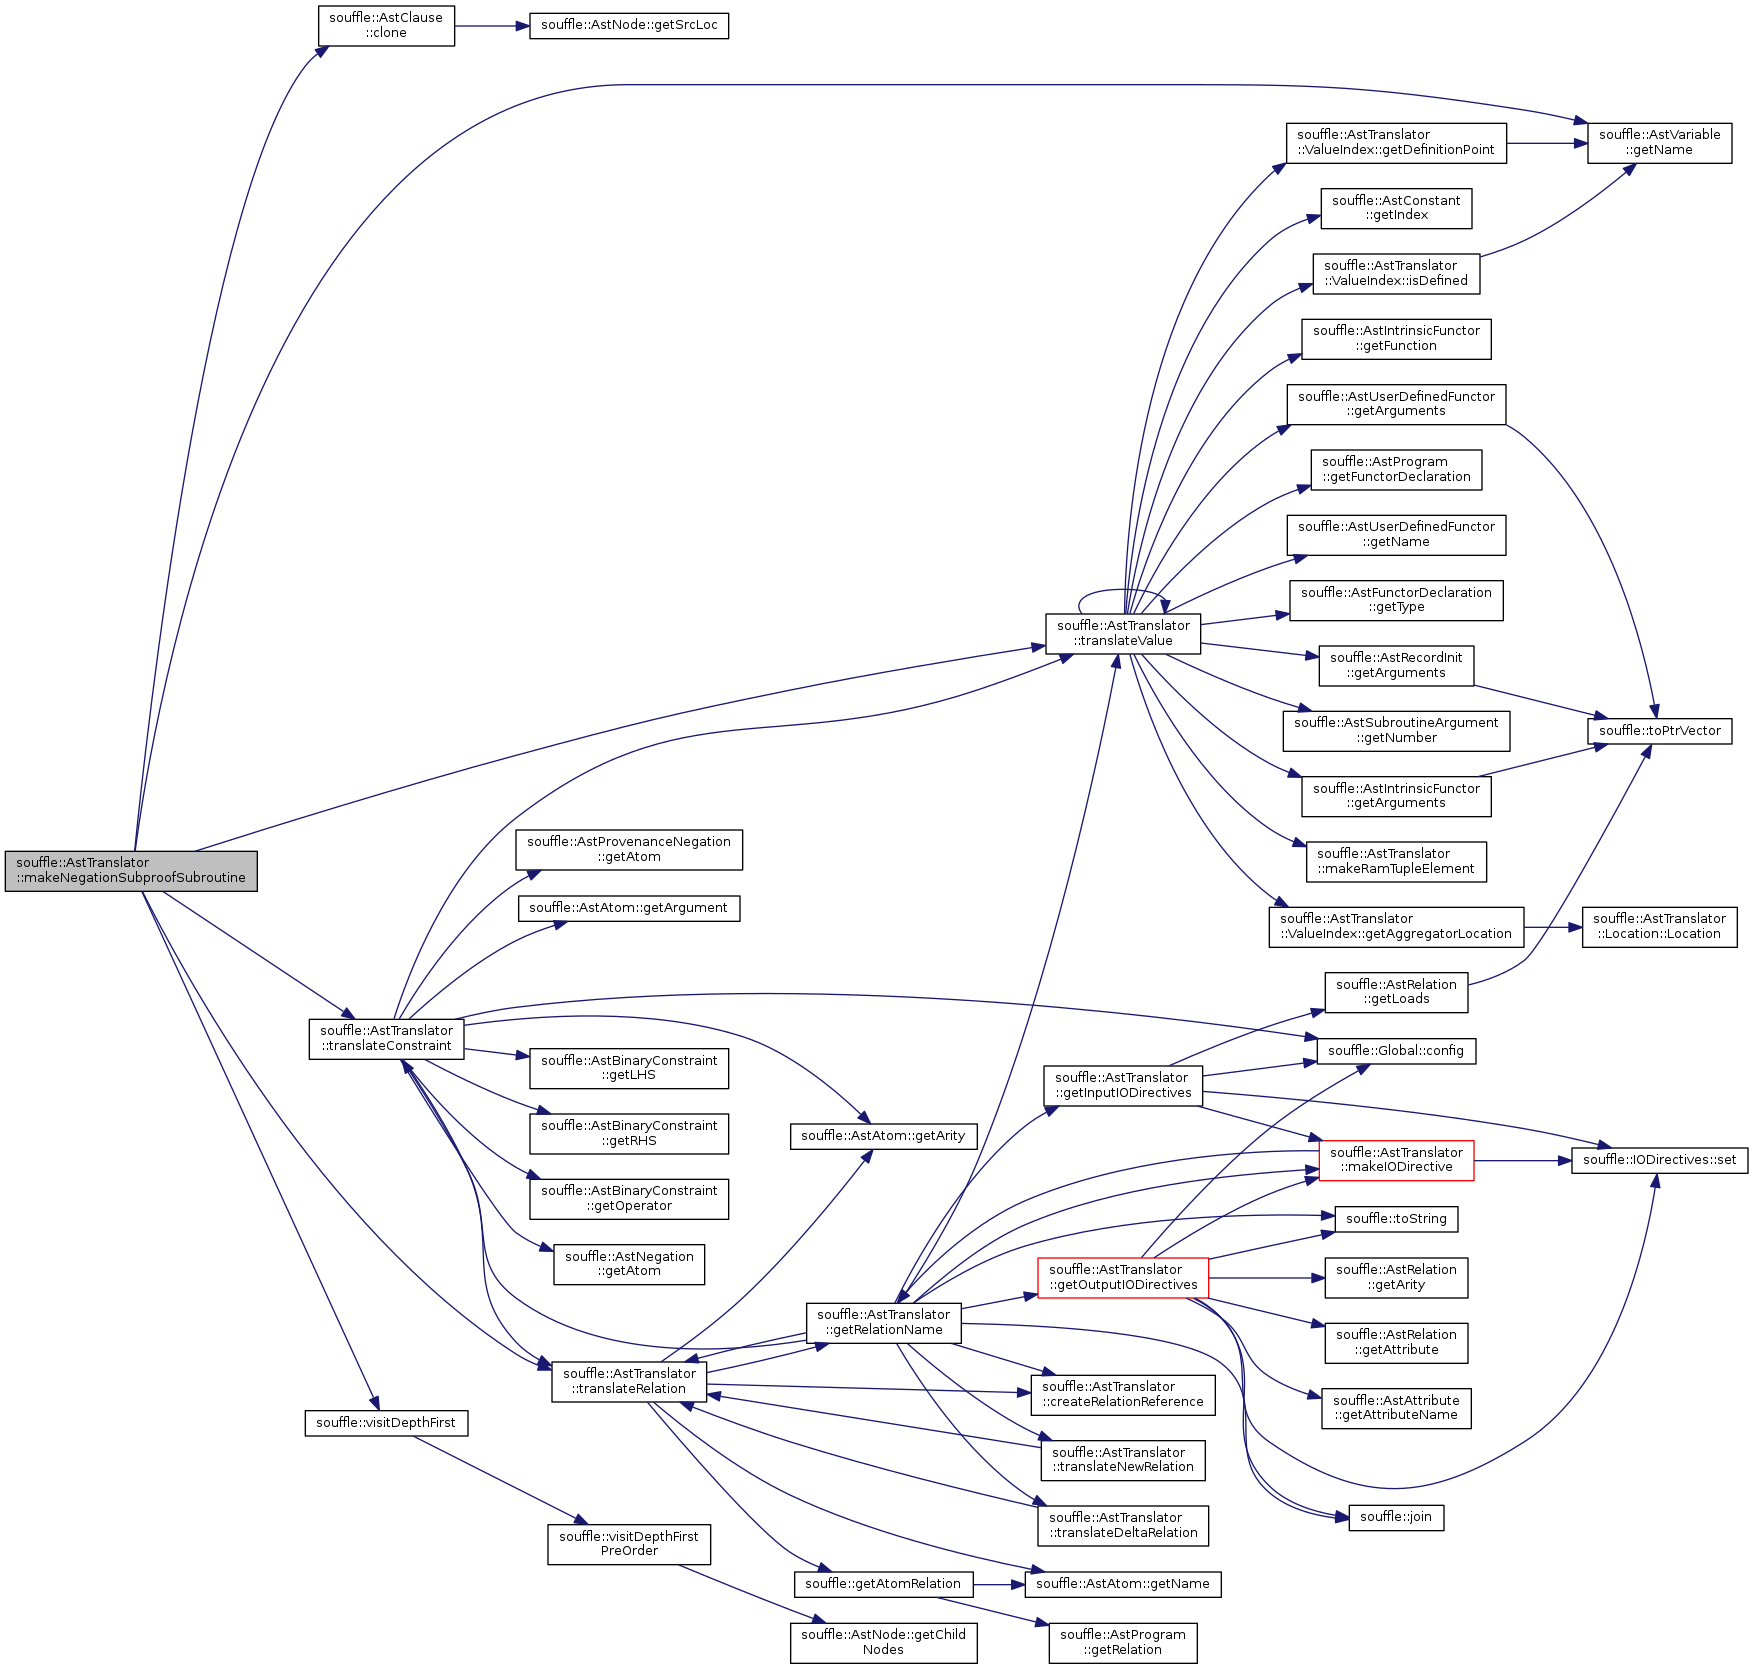 souffle::AstClause
::clone
souffle::AstNode::getSrcLoc
souffle::AstVariable
::getName
souffle::AstTranslator
::ValueIndex::getDefinitionPoint
souffle::AstConstant
::getIndex
souffle::AstTranslator
::ValueIndex::isDefined
souffle::AstIntrinsicFunctor
::getFunction
souffle::AstUserDefinedFunctor
::getArguments
souffle::AstProgram
::getFunctorDeclaration
souffle::AstUserDefinedFunctor
::getName
souffle::AstFunctorDeclaration
::getType
souffle::AstTranslator
::translateValue
souffle::AstRecordInit
::getArguments
souffle::AstSubroutineArgument
::getNumber
souffle::toPtrVector
souffle::AstIntrinsicFunctor
::getArguments
souffle::AstTranslator
::makeRamTupleElement
souffle::AstTranslator
::ValueIndex::getAggregatorLocation
souffle::AstTranslator
::Location::Location
souffle::AstTranslator
::makeNegationSubproofSubroutine
souffle::AstProvenanceNegation
::getAtom
souffle::AstAtom::getArgument
souffle::AstTranslator
::translateConstraint
souffle::AstBinaryConstraint
::getLHS
souffle::AstBinaryConstraint
::getRHS
souffle::AstBinaryConstraint
::getOperator
souffle::AstNegation
::getAtom
souffle::AstAtom::getArity
souffle::AstRelation
::getLoads
souffle::Global::config
souffle::AstTranslator
::getInputIODirectives
souffle::AstTranslator
::makeIODirective
souffle::IODirectives::set
souffle::toString
souffle::AstTranslator
::getOutputIODirectives
souffle::AstRelation
::getArity
souffle::AstRelation
::getAttribute
souffle::AstAttribute
::getAttributeName
souffle::AstTranslator
::getRelationName
souffle::AstTranslator
::translateRelation
souffle::AstTranslator
::createRelationReference
souffle::AstTranslator
::translateNewRelation
souffle::AstTranslator
::translateDeltaRelation
souffle::join
souffle::visitDepthFirst
souffle::visitDepthFirst
PreOrder
souffle::getAtomRelation
souffle::AstAtom::getName
souffle::AstNode::getChild
Nodes
souffle::AstProgram
::getRelation